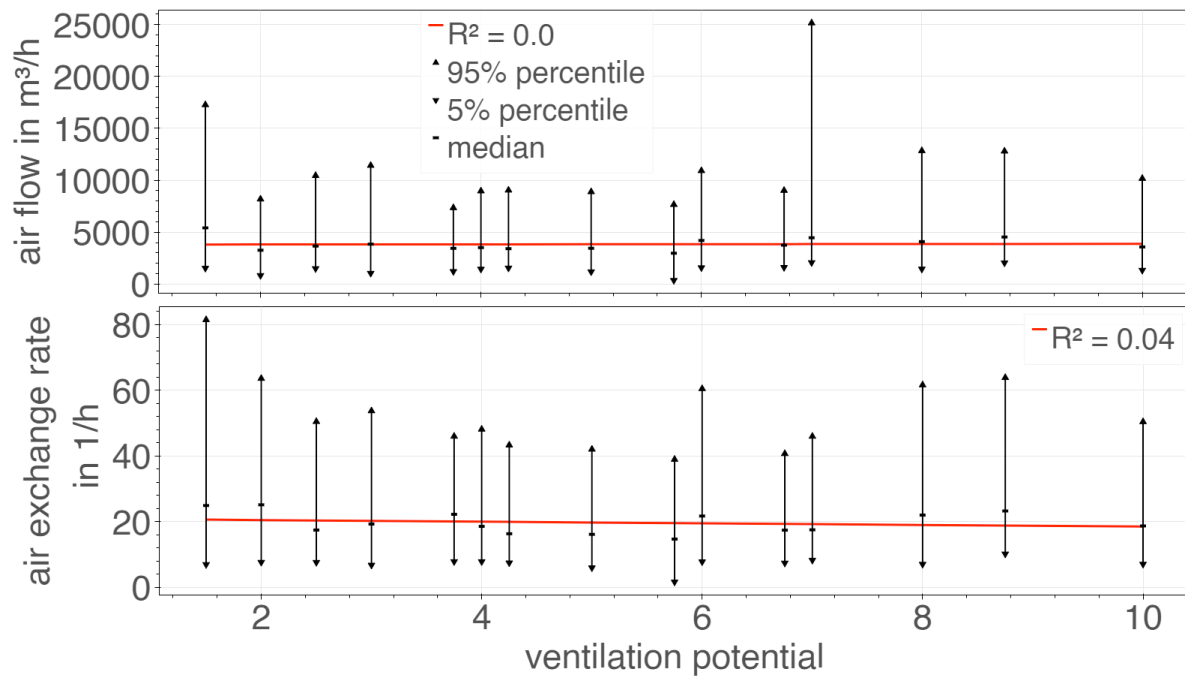 air flow in m³/h
25000
20000
15000
10000
5000
0
R² = 0.0
95% percentile
5% percentile
median
air exchange rate
in 1/h
80
60
40
20
0
R² = 0.04
2 4 6 8 10
ventilation potential